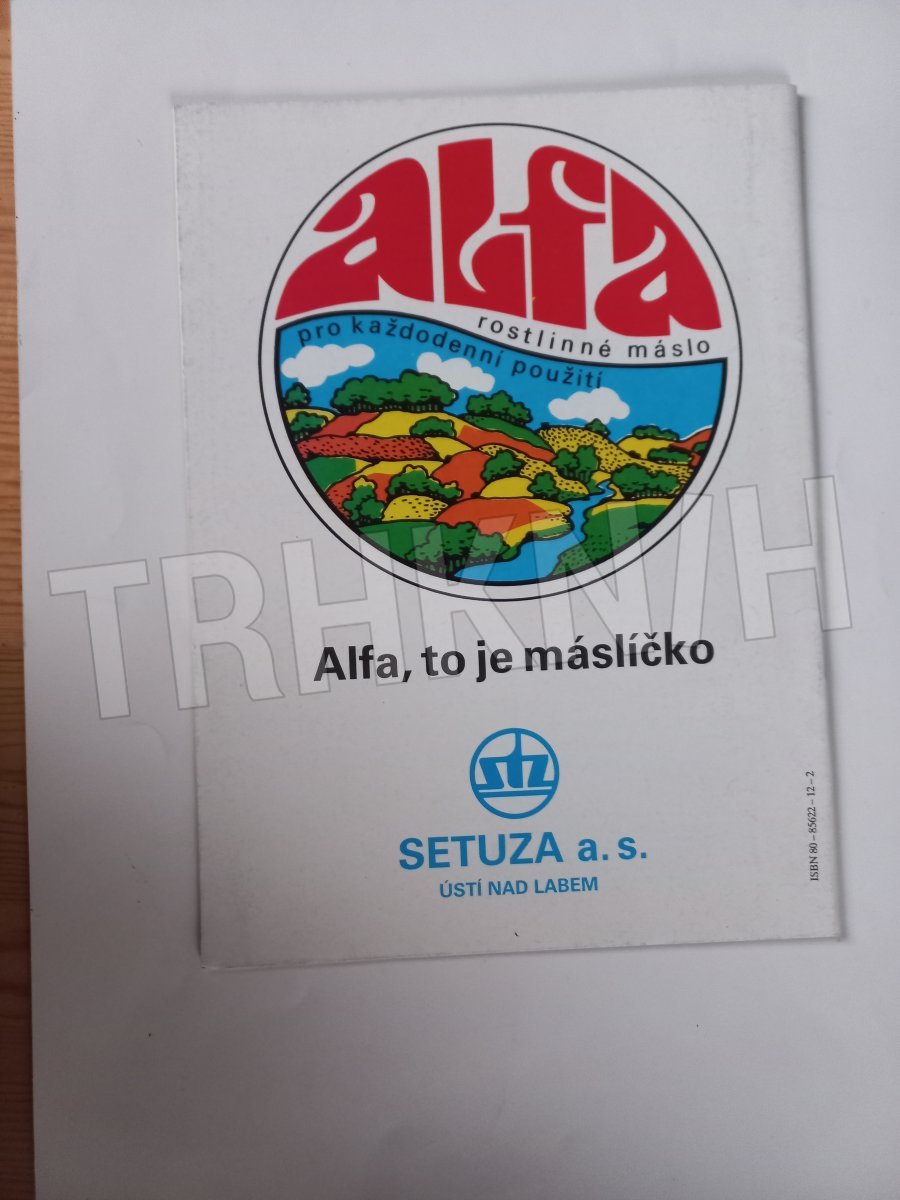 alfa
rostlinné máslo
pro každodenní použití
TRHKNIH
Alfa, to je máslíčko
stz
SETUZA a. s.
ÚSTÍ NAD LABEM
ISBN 80 – 85622 – 12 – 2